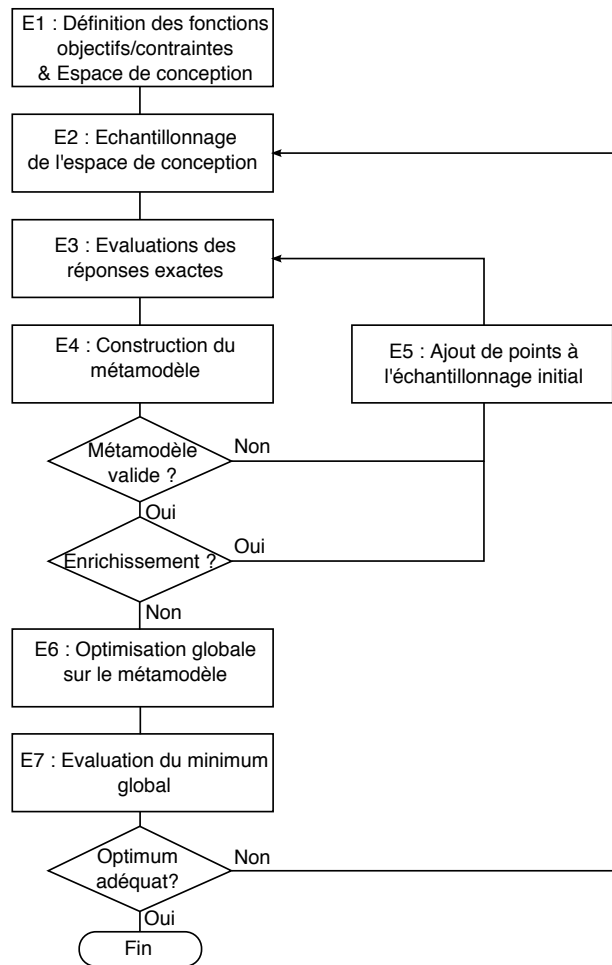 E1 : Définition des fonctions
objectifs/contraintes
& Espace de conception
E2 : Echantillonnage
de l'espace de conception
E3 : Evaluations des
réponses exactes
E4 : Construction du
métamodèle
E5 : Ajout de points à
l'échantillonnage initial
Métamodèle
valide ?
Non
Oui
Enrichissement ?
Oui
Non
E6 : Optimisation globale
sur le métamodèle
E7 : Evaluation du minimum
global
Optimum
adéquat?
Non
Oui
Fin